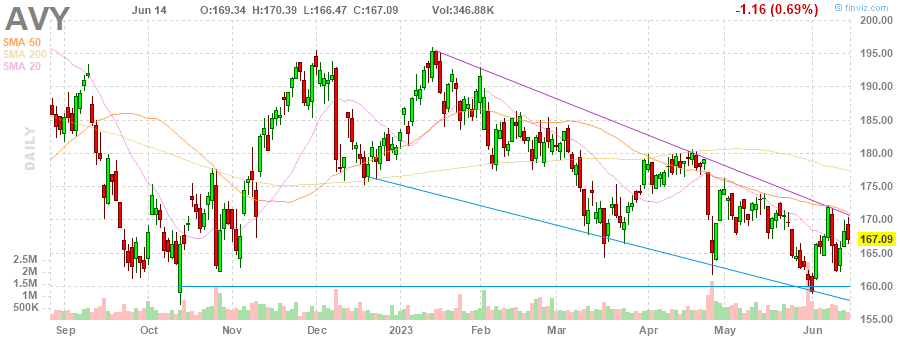 AVY Jun 14 O:169.34 H:170.39 L:166.47 C:167.09 Vol:346.88K -1.16 (0.69%) © finviz.com
SMA 50
SMA 200
SMA 20
DAILY
200.00
195.00
190.00
185.00
180.00
175.00
170.00
167.09
165.00
160.00
155.00
2.5M
2M
1.5M
1M
500K
Sep Oct Nov Dec 2023 Feb Mar Apr May Jun